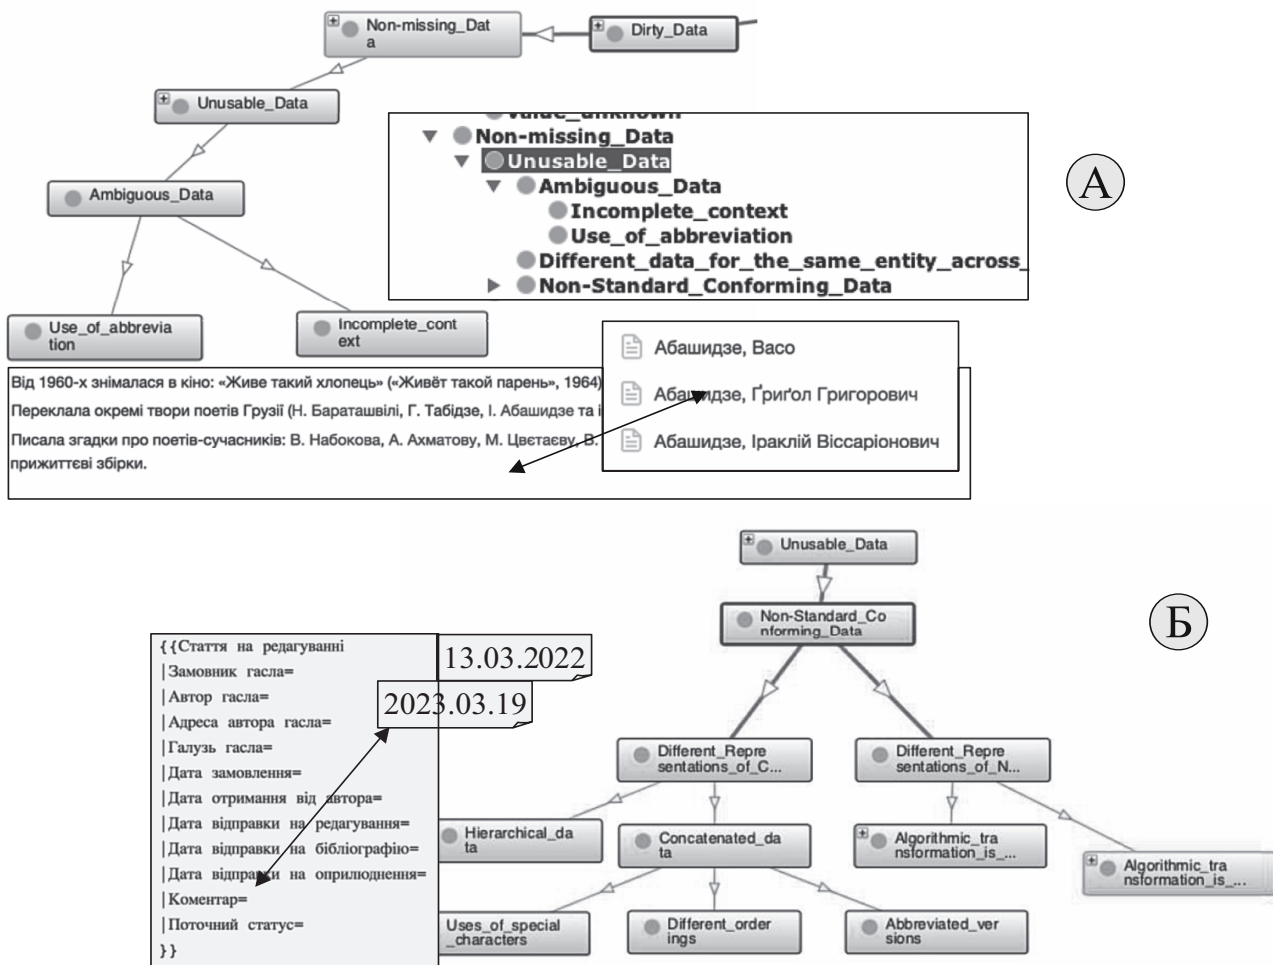 Non-missing_Dat
a
Dirty_Data
Unusable_Data
Ambiguous_Data
Use_of_abbrevia
tion
Incomplete_cont
ext
value_unknown
Non-missing_Data
Unusable_Data
Ambiguous_Data
Incomplete_context
Use_of_abbreviation
Different_data_for_the_same_entity_across_
Non-Standard_Conforming_Data
А
Від 1960-х знімалася в кіно: «Живе такий хлопець» («Живёт такой парень», 1964)
Переклала окремі твори поетів Грузії (Н. Бараташвілі, Г. Табідзе, І. Абашидзе та і
Писала згадки про поетів-сучасників: В. Набокова, А. Ахматову, М. Цвєтаєву, В.
прижиттєві збірки.
Абашидзе, Васо
Абашидзе, Ґриґол Григорович
Абашидзе, Іраклій Віссаріонович
Unusable_Data
Non-Standard_Co
nforming_Data
Б
Different_Repre
sentations_of_C...
Different_Repre
sentations_of_N...
Hierarchical_da
ta
Concatenated_da
ta
Algorithmic_tra
nsformation_is_...
Algorithmic_tra
nsformation_is_...
Uses_of_special
_characters
Different_order
ings
Abbreviated_ver
sions
{{Стаття на редагуванні
|Замовник гасла=
|Автор гасла=
|Адреса автора гасла=
|Галузь гасла=
|Дата замовлення=
|Дата отримання від автора=
|Дата відправки на редагування=
|Дата відправки на бібліографію=
|Дата відправки на оприлюднення=
|Коментар=
|Поточний статус=
}}
13.03.2022
2023.03.19